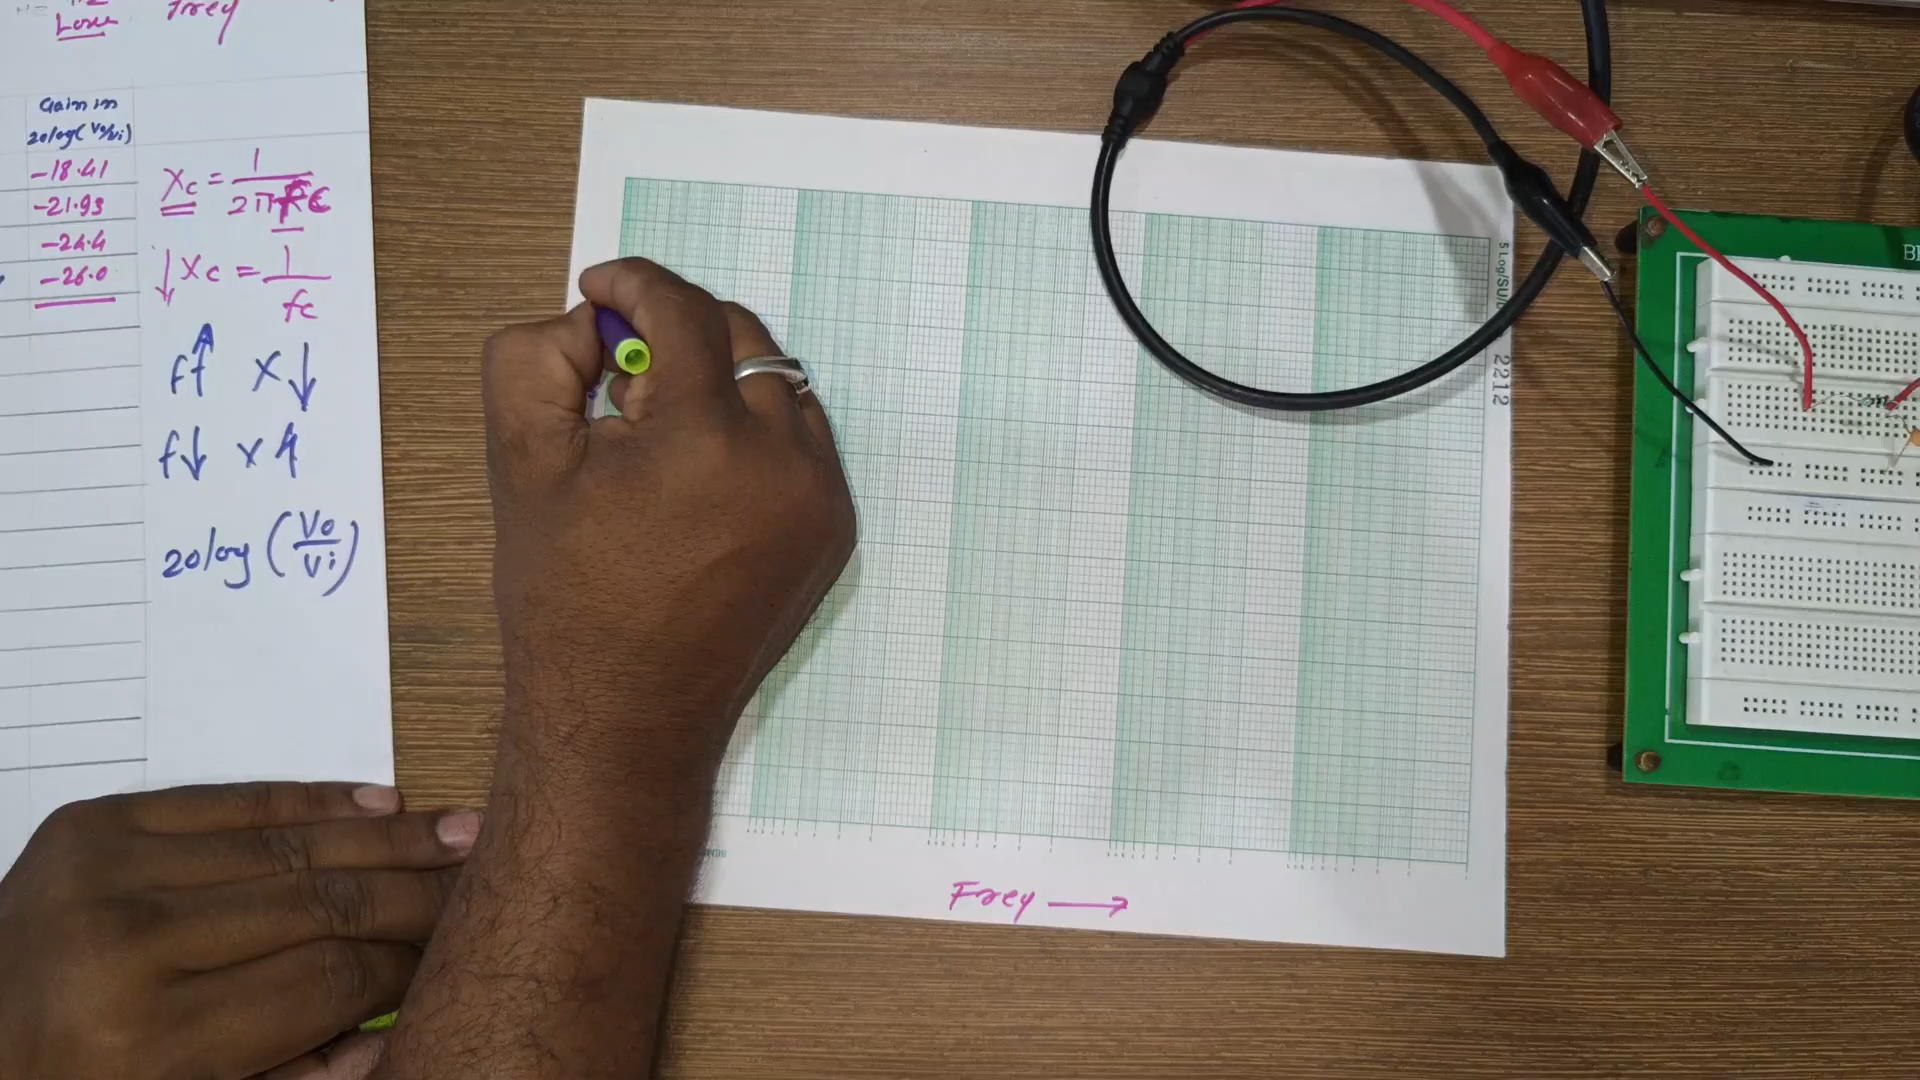 Low
Freq
Gain in
20log(Vo/Vi)
-18.41
-21.93
-24.4
-26.0
Xc = 1
2πfc
↓Xc = 1
fc
f↑ X↓
f↓ X↑
20log (Vo
Vi)
2212
Freq →